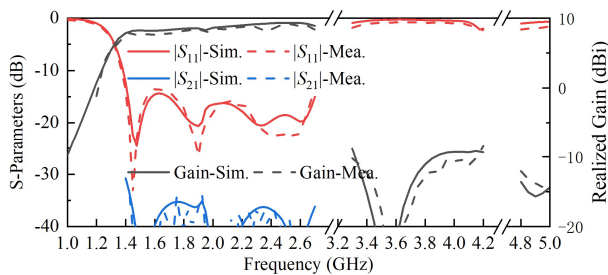 0
-10
-20
-30
-40
S-Parameters (dB)
|S11|-Sim. |S11|-Mea.
|S21|-Sim. |S21|-Mea.
Gain-Sim. Gain-Mea.
10
0
-10
-15
-20
Realized Gain (dBi)
1.0 1.2 1.4 1.6 1.8 2.0 2.2 2.4 2.6 3.2 3.4 3.6 3.8 4.0 4.2 4.8 5.0
Frequency (GHz)